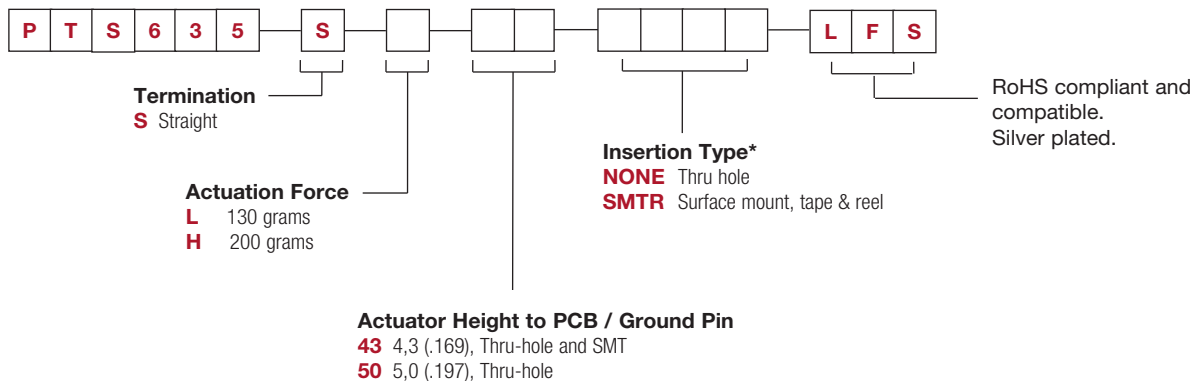 P T S 6 3 5 S L F S
Termination
S Straight
Actuation Force
L 130 grams
H 200 grams
Actuator Height to PCB / Ground Pin
43 4,3 (.169), Thru-hole and SMT
50 5,0 (.197), Thru-hole
Insertion Type*
NONE Thru hole
SMTR Surface mount, tape & reel
RoHS compliant and
compatible.
Silver plated.